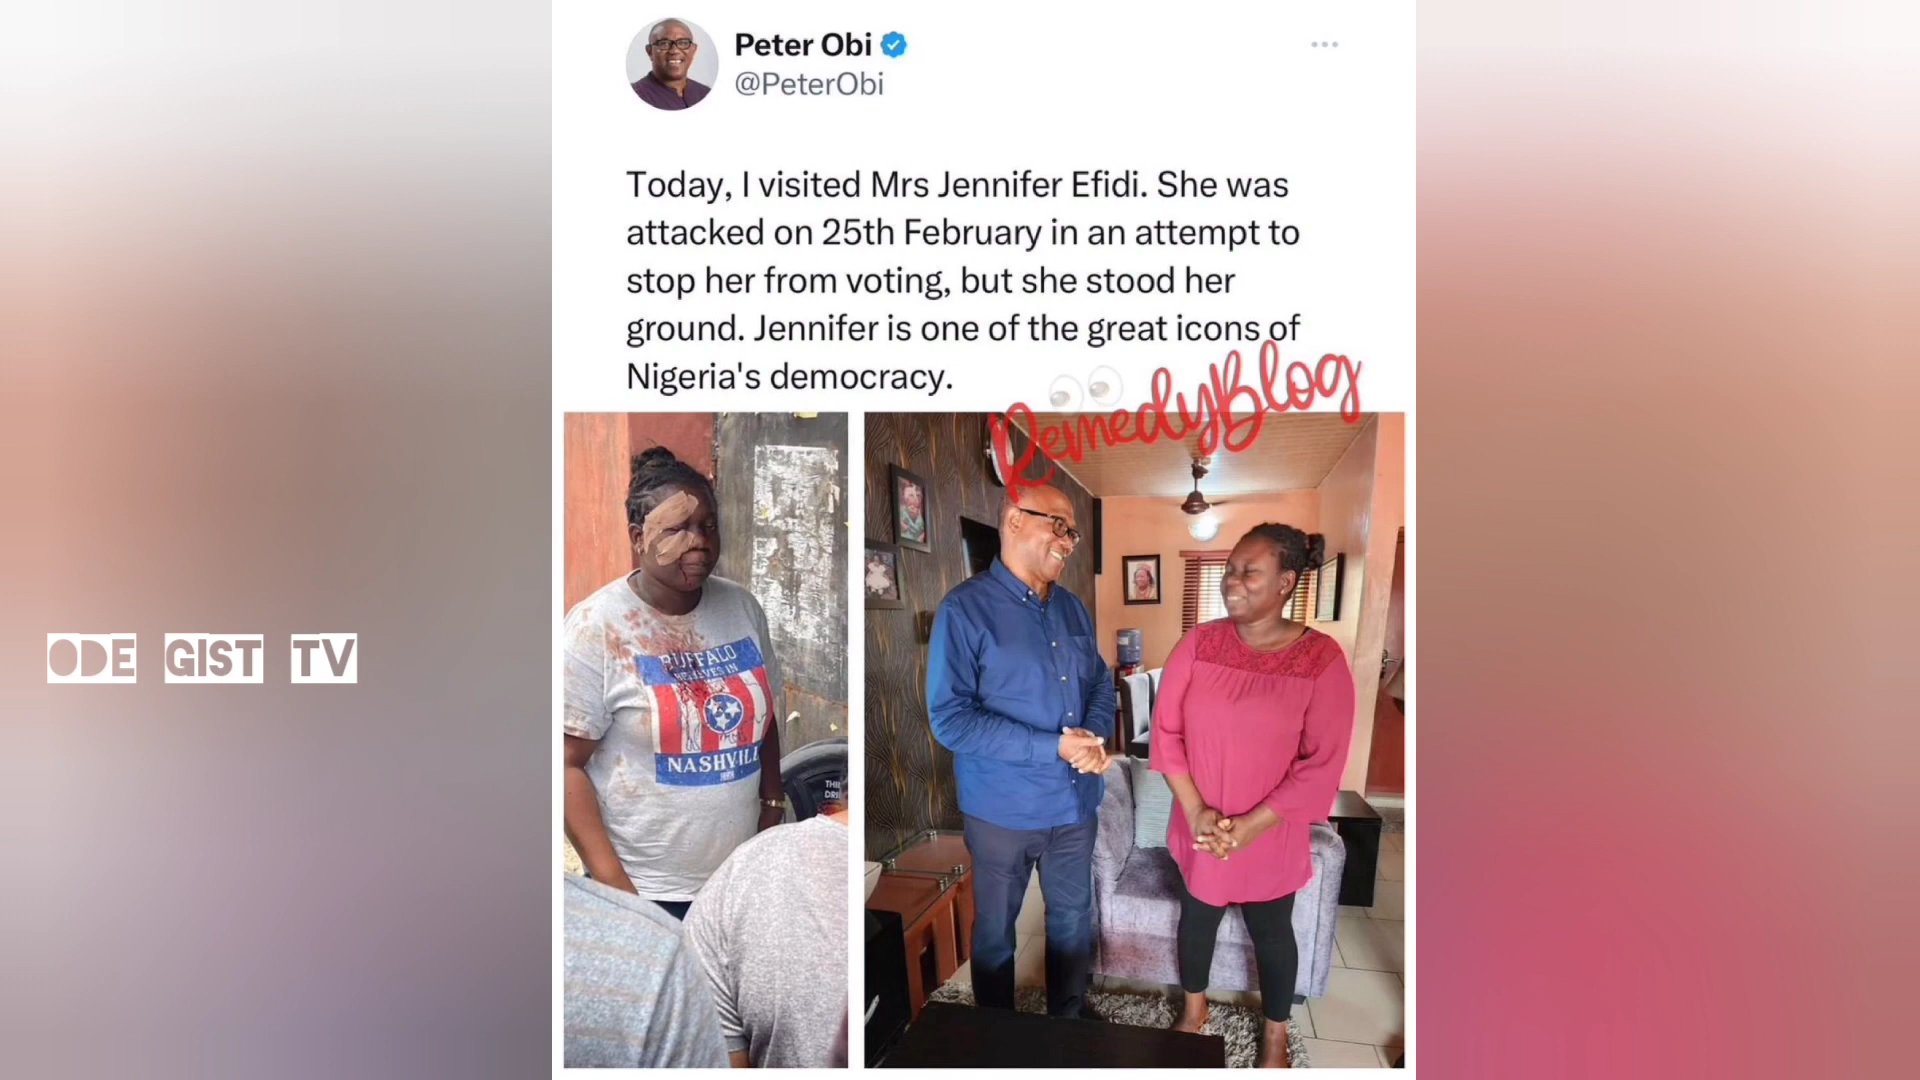 Peter Obi
@PeterObi
Today, I visited Mrs Jennifer Efidi. She was
attacked on 25th February in an attempt to
stop her from voting, but she stood her
ground. Jennifer is one of the great icons of
Nigeria's democracy.
RemedyBlog
BUFFALO
NASHVILL
THI
DRI
ODE GIST TV